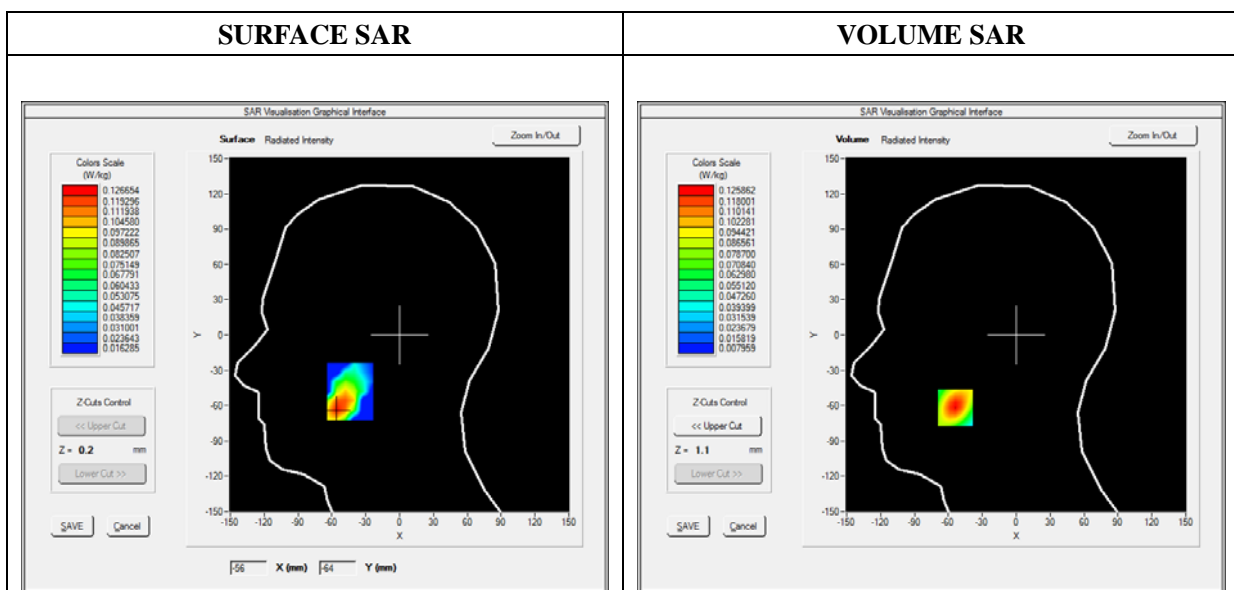 SURFACE SAR
VOLUME SAR
SAR Visualisation Graphical Interface
Surface Radiated Intensity
Zoom In/Out
Colors Scale
(W/kg)
0.126654
0.119296
0.111938
0.104580
0.097222
0.089865
0.082507
0.075149
0.067791
0.060433
0.053075
0.045717
0.038359
0.031001
0.023643
0.016285
Z-Cuts Control
<< Upper Cut
Z = 0.2 mm
Lower Cut >>
SAVE Cancel
150
120
90
60
30
0
-30
-60
-90
-120
-150
Y
-150 -120 -90 -60 -30 0 30 60 90 120 150
X
-56 X (mm) -64 Y (mm)
SAR Visualisation Graphical Interface
Volume Radiated Intensity
Zoom In/Out
Colors Scale
(W/kg)
0.125862
0.118001
0.110141
0.102281
0.094421
0.086561
0.078700
0.070840
0.062980
0.055120
0.047260
0.039399
0.031539
0.023679
0.015819
0.007959
Z-Cuts Control
<< Upper Cut
Z = 1.1 mm
Lower Cut >>
SAVE Cancel
150
120
90
60
30
0
-30
-60
-90
-120
-150
Y
-150 -120 -90 -60 -30 0 30 60 90 120 150
X